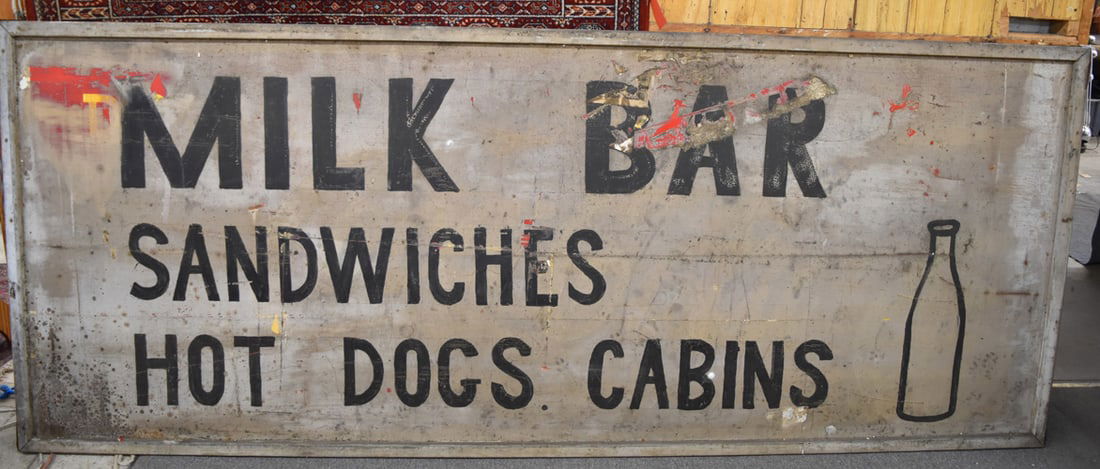 MILK BAR
SANDWICHES
HOT DOGS. CABINS